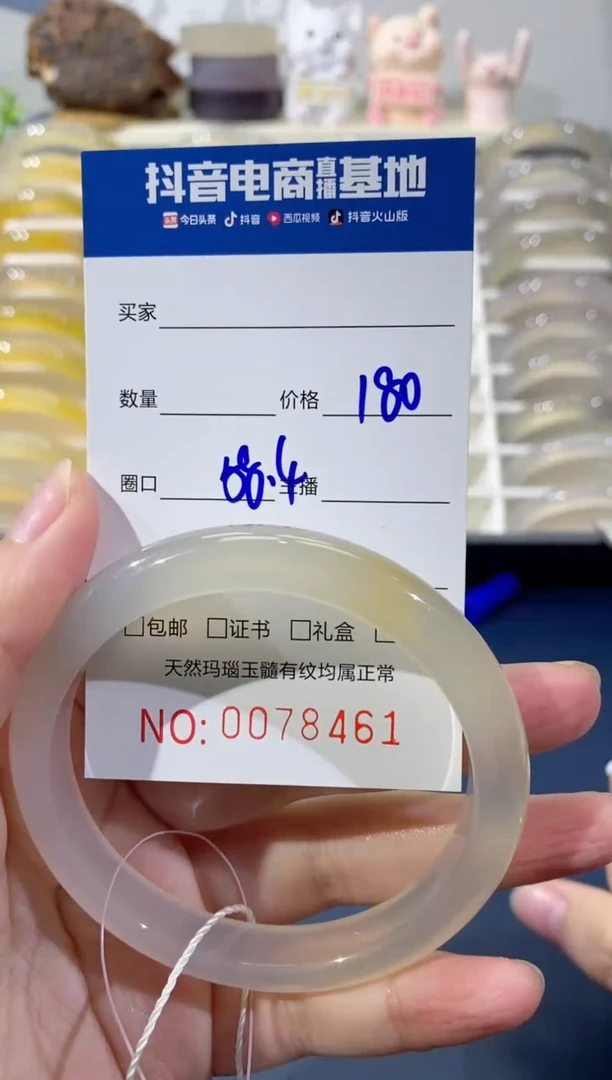 抖音电商直播基地
今日头条 抖音 西瓜视频 抖音火山版
买家
数量 价格 180
圈口 58.4 主播
包邮 证书 礼盒
天然玛瑙玉髓有纹均属正常
NO: 0078461